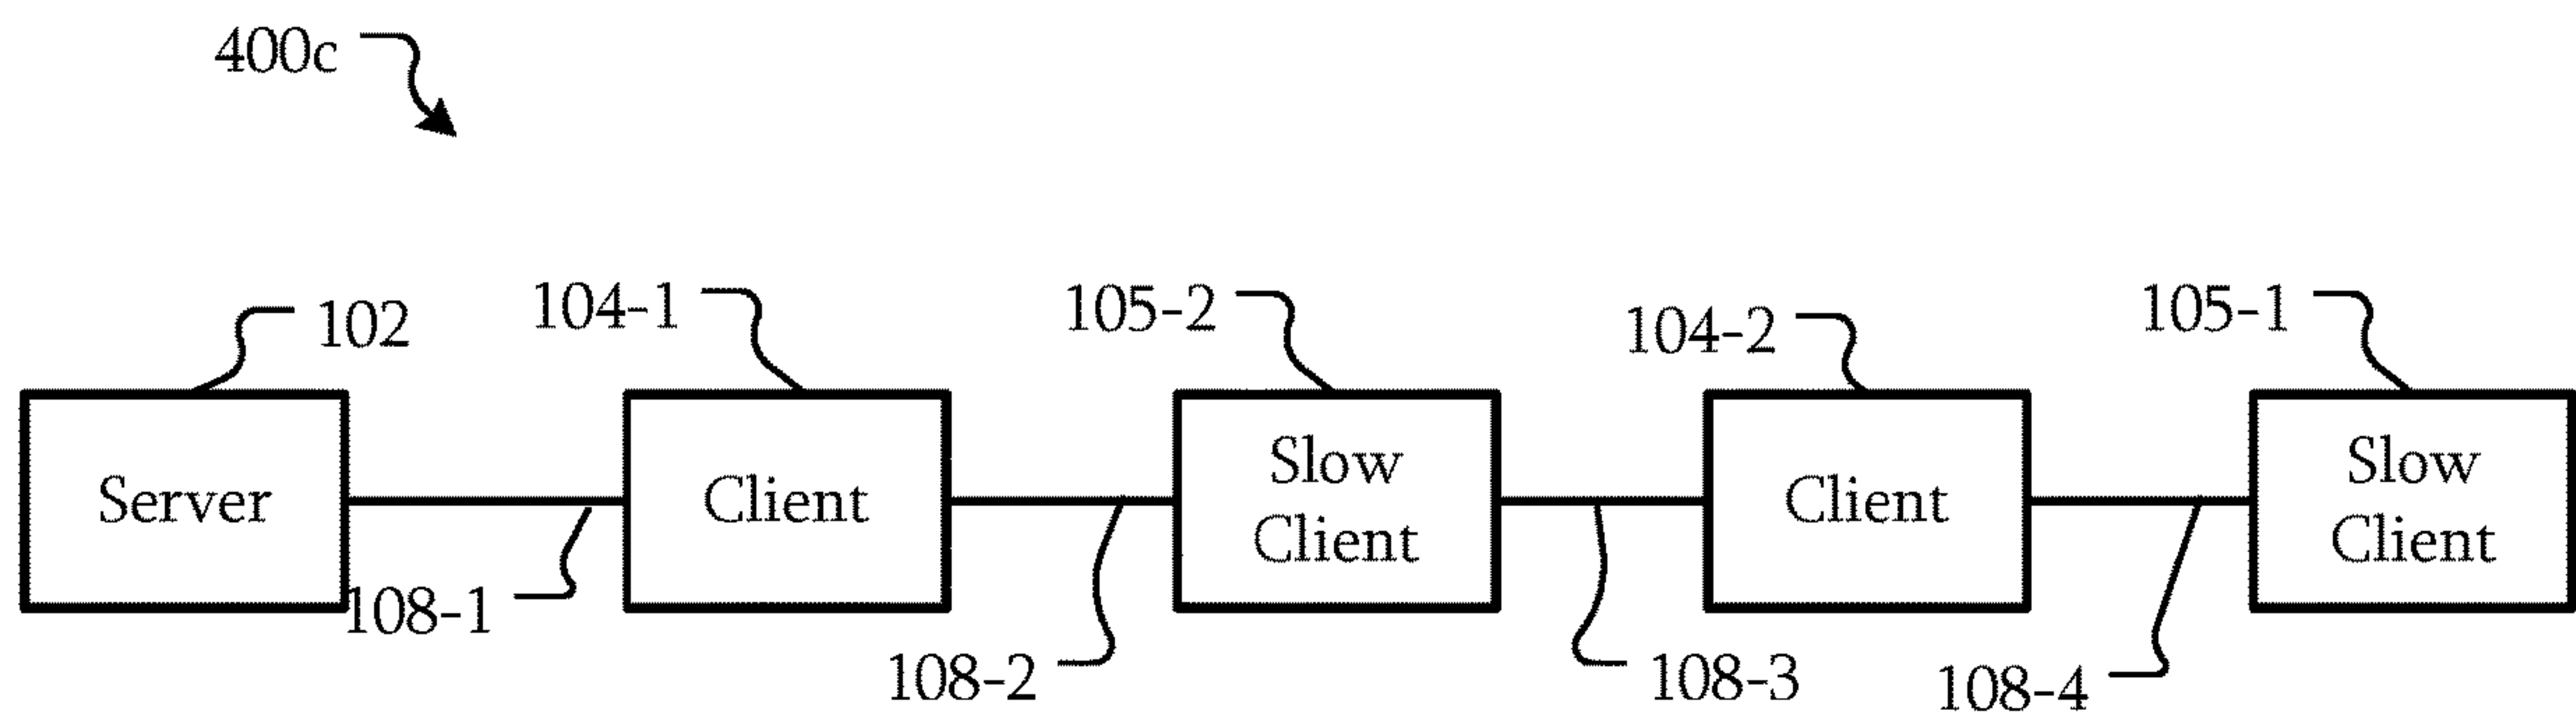 400c
102
104-1
105-2
104-2
105-1
Server
Client
Slow
Client
Client
Slow
Client
108-1
108-2
108-3
108-4